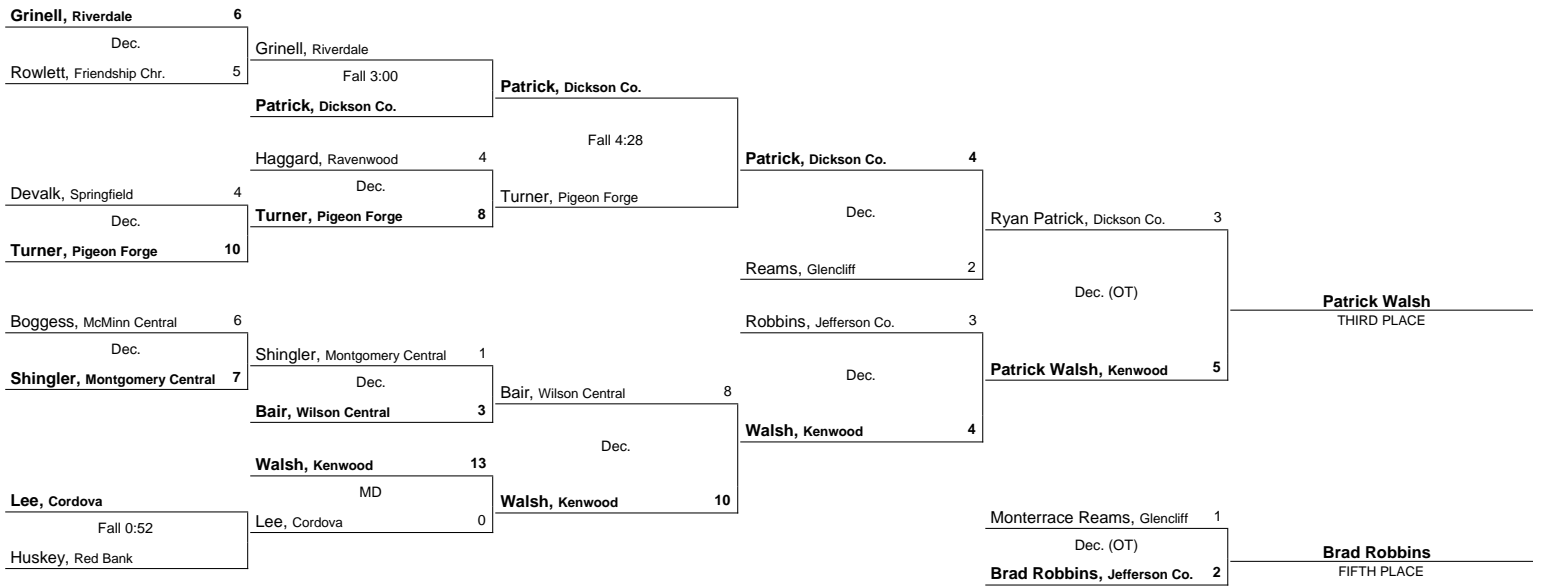 Grinell, Riverdale 6
Dec.
Rowlett, Friendship Chr. 5
Devalk, Springfield 4
Dec.
Turner, Pigeon Forge 10
Boggess, McMinn Central 6
Dec.
Shingler, Montgomery Central 7
Lee, Cordova
Fall 0:52
Huskey, Red Bank
Grinell, Riverdale
Fall 3:00
Patrick, Dickson Co.
Haggard, Ravenwood 4
Dec.
Turner, Pigeon Forge 8
Shingler, Montgomery Central 1
Dec.
Bair, Wilson Central 3
Walsh, Kenwood 13
MD
Lee, Cordova 0
Patrick, Dickson Co.
Fall 4:28
Turner, Pigeon Forge
Bair, Wilson Central 8
Dec.
Walsh, Kenwood 10
Patrick, Dickson Co. 4
Dec.
Reams, Glencliff 2
Robbins, Jefferson Co. 3
Dec.
Walsh, Kenwood 4
Ryan Patrick, Dickson Co. 3
Dec. (OT)
Patrick Walsh, Kenwood 5
Patrick Walsh
THIRD PLACE
Monterrace Reams, Glencliff 1
Dec. (OT)
Brad Robbins, Jefferson Co. 2
Brad Robbins
FIFTH PLACE